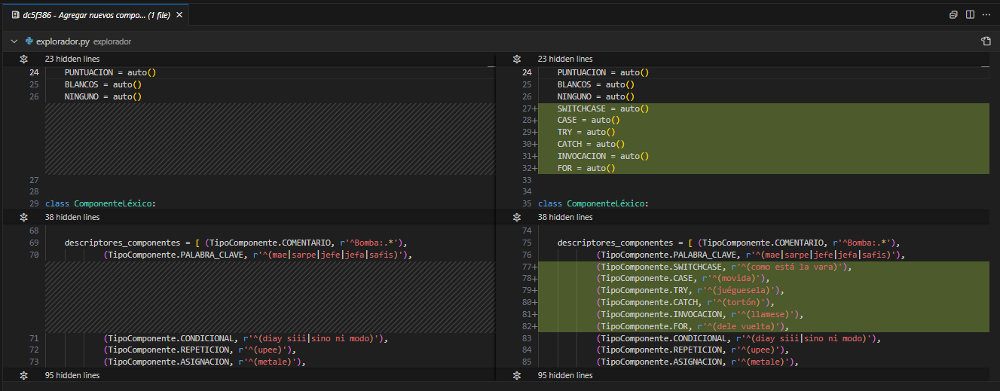 dc5f386 - Agregar nuevos compo... (1 file)
explorador.py explorador
23 hidden lines
24 PUNTUACION = auto()
25 BLANCOS = auto()
26 NINGUNO = auto()
27
28
29 class ComponenteLéxico:
38 hidden lines
68
69 descriptores_componentes = [ (TipoComponente.COMENTARIO, r'^Bomba:.*'),
70 (TipoComponente.PALABRA_CLAVE, r'^(mae|sarpe|jefe|jefa|safis)'),
71 (TipoComponente.CONDICIONAL, r'^(diay siii|sino ni modo)'),
72 (TipoComponente.REPETICION, r'^(upee)'),
73 (TipoComponente.ASIGNACION, r'^(metale)'),
95 hidden lines
23 hidden lines
24 PUNTUACION = auto()
25 BLANCOS = auto()
26 NINGUNO = auto()
27+ SWITCHCASE = auto()
28+ CASE = auto()
29+ TRY = auto()
30+ CATCH = auto()
31+ INVOCACION = auto()
32+ FOR = auto()
33
34
35 class ComponenteLéxico:
38 hidden lines
74
75 descriptores_componentes = [ (TipoComponente.COMENTARIO, r'^Bomba:.*'),
76 (TipoComponente.PALABRA_CLAVE, r'^(mae|sarpe|jefe|jefa|safis)'),
77+ (TipoComponente.SWITCHCASE, r'^(como está la vara)'),
78+ (TipoComponente.CASE, r'^(movida)'),
79+ (TipoComponente.TRY, r'^(juéguesela)'),
80+ (TipoComponente.CATCH, r'^(tortón)'),
81+ (TipoComponente.INVOCACION, r'^(llamese)'),
82+ (TipoComponente.FOR, r'^(dele vuelta)'),
83 (TipoComponente.CONDICIONAL, r'^(diay siii|sino ni modo)'),
84 (TipoComponente.REPETICION, r'^(upee)'),
85 (TipoComponente.ASIGNACION, r'^(metale)'),
95 hidden lines